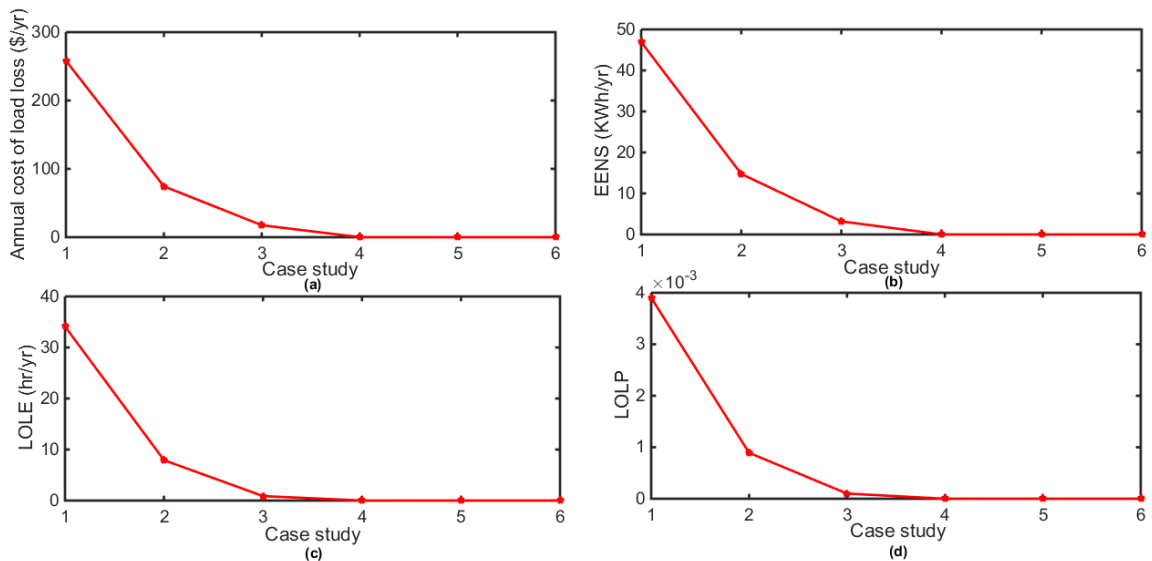 Annual cost of load loss ($/yr)
300
200
100
0
1 2 3 4 5 6
Case study
(a)
EENS (KWh/yr)
50
40
30
20
10
0
1 2 3 4 5 6
Case study
(b)
LOLE (hr/yr)
40
30
20
10
0
1 2 3 4 5 6
Case study
(c)
×10-3
LOLP
4
3
2
1
0
1 2 3 4 5 6
Case study
(d)